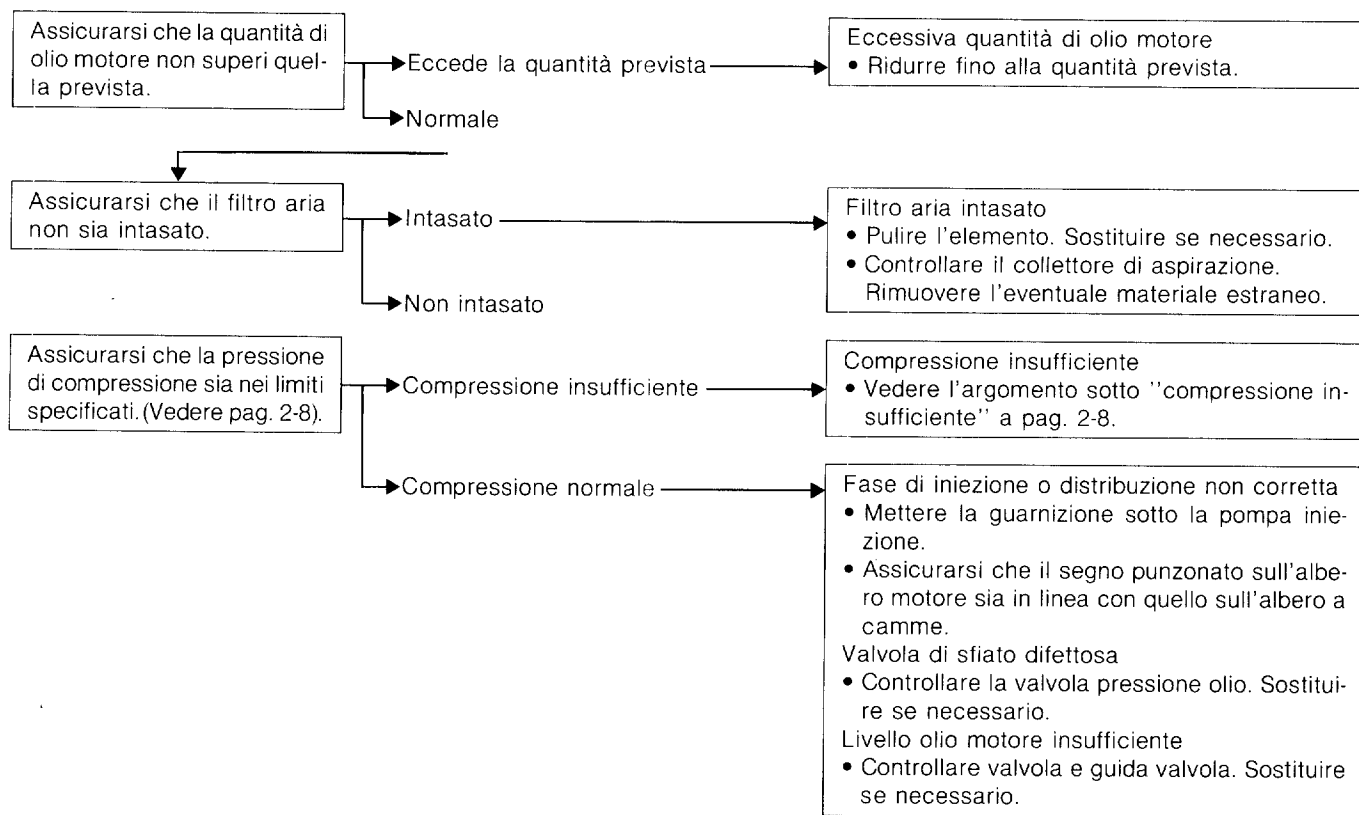 Assicurarsi che la quantità di
olio motore non superi quel-
la prevista.
Eccede la quantità prevista
Eccessiva quantità di olio motore
• Ridurre fino alla quantità prevista.
Normale
Assicurarsi che il filtro aria
non sia intasato.
Intasato
Filtro aria intasato
• Pulire l'elemento. Sostituire se necessario.
• Controllare il collettore di aspirazione.
Rimuovere l'eventuale materiale estraneo.
Non intasato
Assicurarsi che la pressione
di compressione sia nei limiti
specificati. (Vedere pag. 2-8).
Compressione insufficiente
Compressione insufficiente
• Vedere l'argomento sotto ''compressione in-
sufficiente'' a pag. 2-8.
Compressione normale
Fase di iniezione o distribuzione non corretta
• Mettere la guarnizione sotto la pompa inie-
zione.
• Assicurarsi che il segno punzonato sull'albe-
ro motore sia in linea con quello sull'albero a
camme.
Valvola di sfiato difettosa
• Controllare la valvola pressione olio. Sostitui-
re se necessario.
Livello olio motore insufficiente
• Controllare valvola e guida valvola. Sostituire
se necessario.